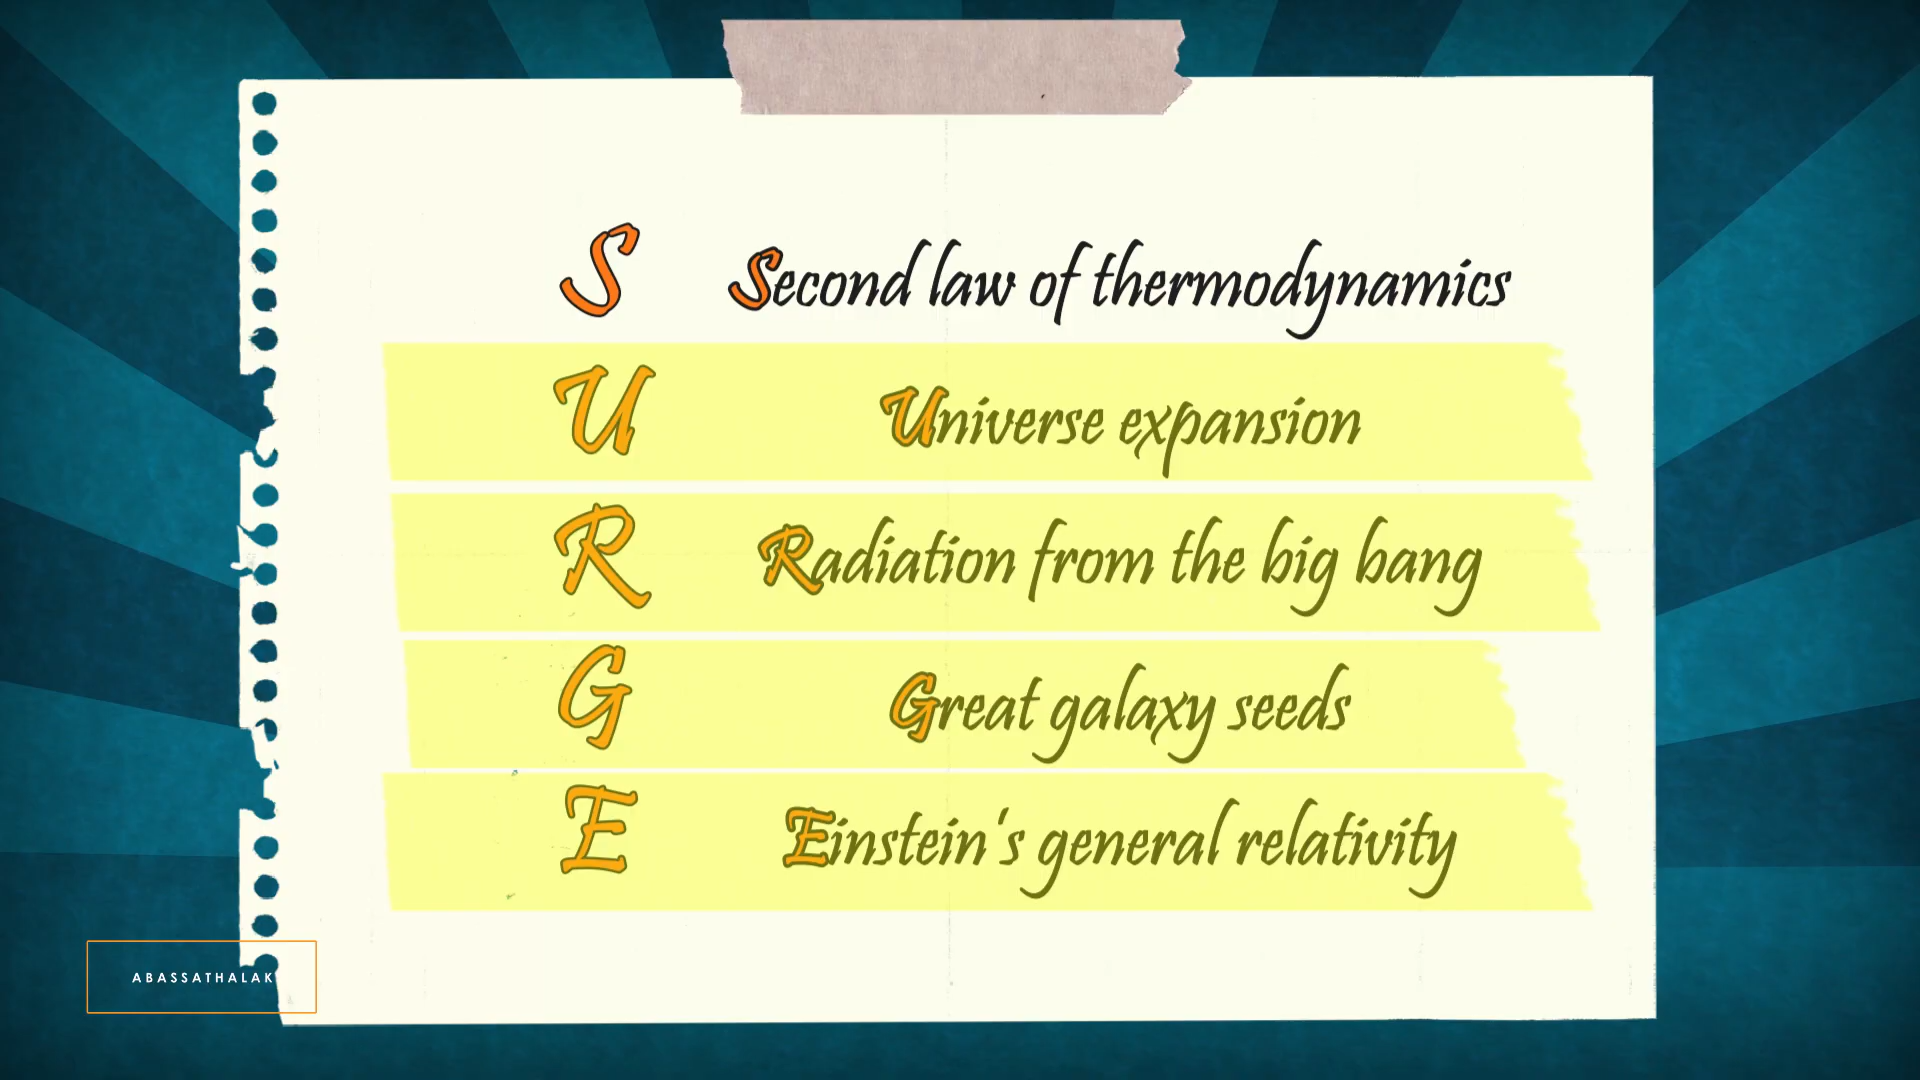 S Second law of thermodynamics
U Universe expansion
R Radiation from the big bang
G Great galaxy seeds
E Einstein's general relativity
ABASSATHALAK